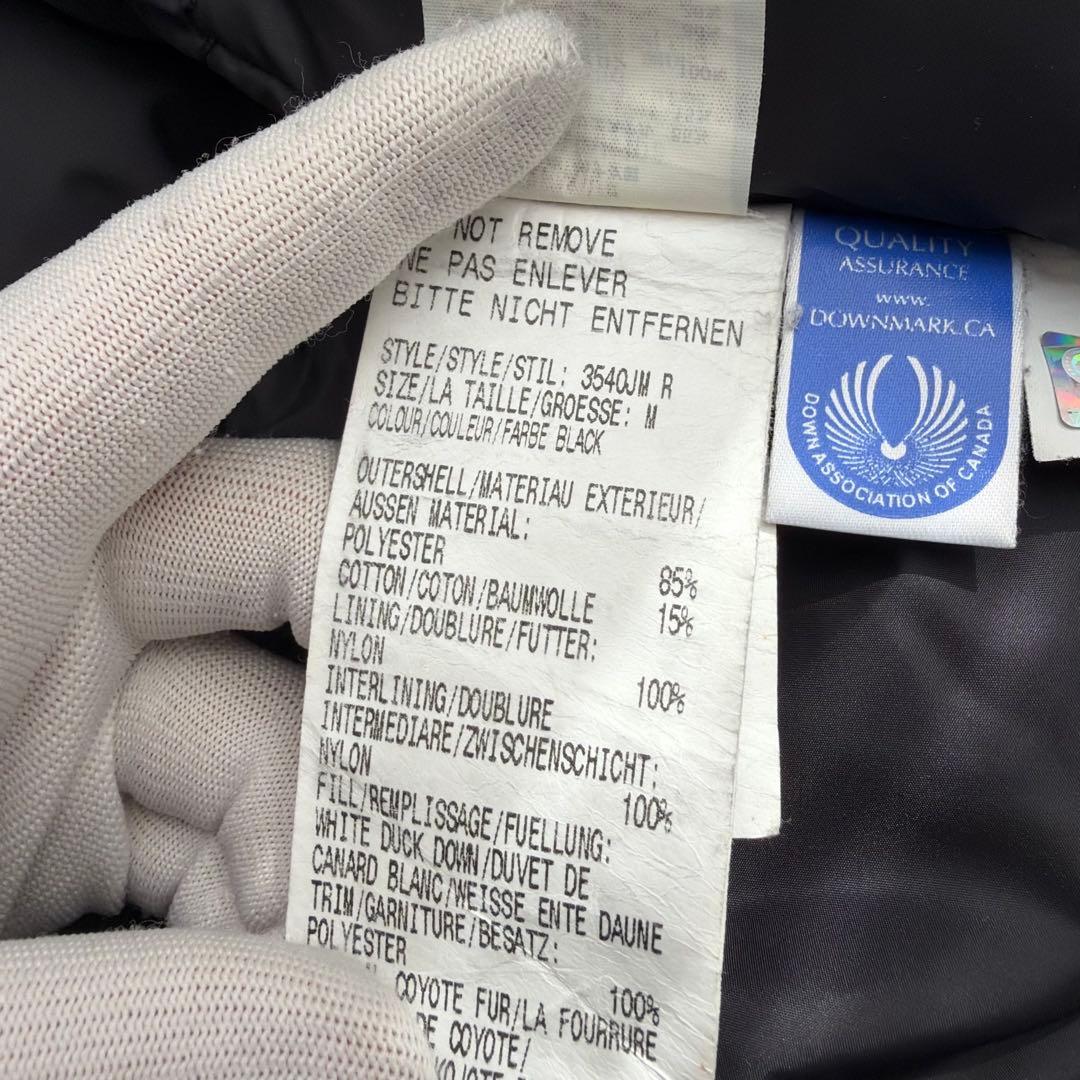 100%
NOT REMOVE
NE PAS ENLEVER
BITTE NICHT ENTFERNEN
STYLE/STYLE/STIL: 3540JM R
SIZE/LA TAILLE/GROESSE: M
COLOUR/COULEUR/FARBE BLACK
OUTERSHELL/MATERIAU EXTERIEUR/
AUSSEN MATERIAL:
POLYESTER 85%
COTTON/COTON/BAUMWOLLE 15%
LINING/DOUBLURE/FUTTER:
NYLON 100%
INTERLINING/DOUBLURE
INTERMEDIARE/ZWISCHENSCHICHT:
NYLON 100%
FILL/REMPLISSAGE/FUELLUNG:
WHITE DUCK DOWN/DUVET DE
CANARD BLANC/WEISSE ENTE DAUNE
TRIM/GARNITURE/BESATZ:
POLYESTER 100%
COYOTE FUR/LA FOURRURE
DE COYOTE/
QUALITY
ASSURANCE
www.
DOWNMARK.CA
DOWN ASSOCIATION OF CANADA